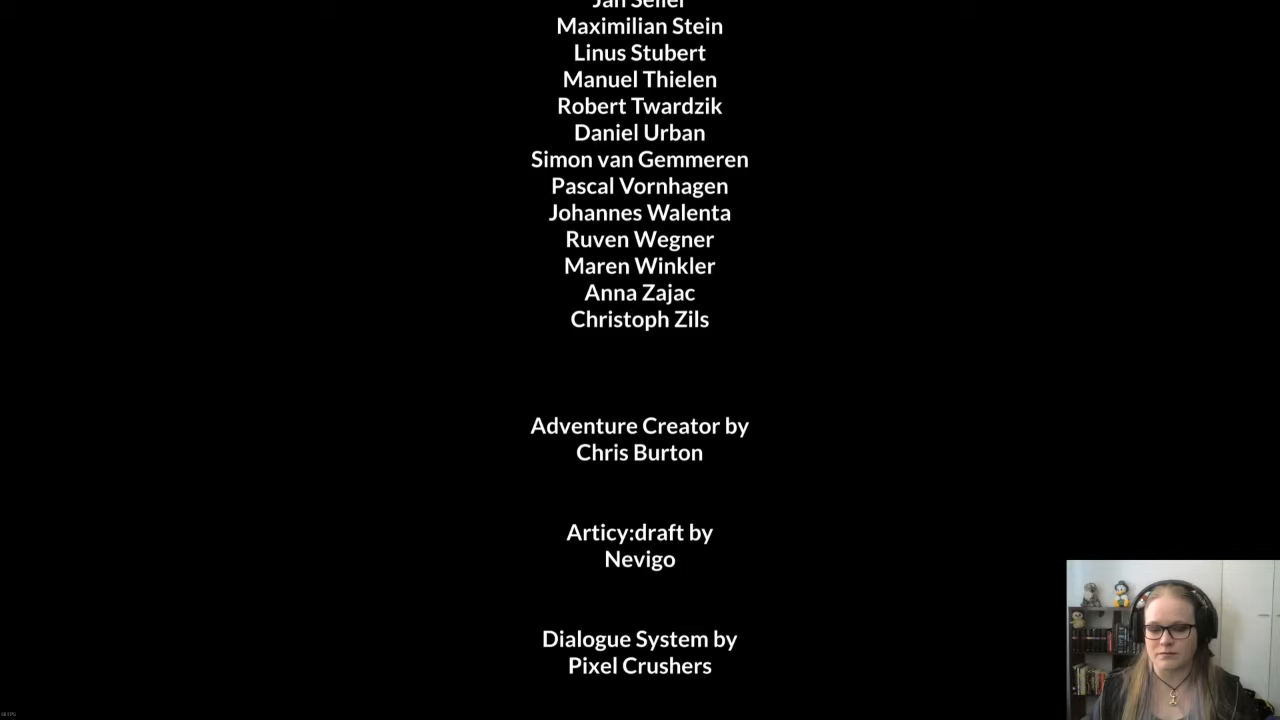 Jan Seifer
Maximilian Stein
Linus Stubert
Manuel Thielen
Robert Twardzik
Daniel Urban
Simon van Gemmeren
Pascal Vornhagen
Johannes Walenta
Ruven Wegner
Maren Winkler
Anna Zajac
Christoph Zils
Adventure Creator by
Chris Burton
Articy:draft by
Nevigo
Dialogue System by
Pixel Crushers